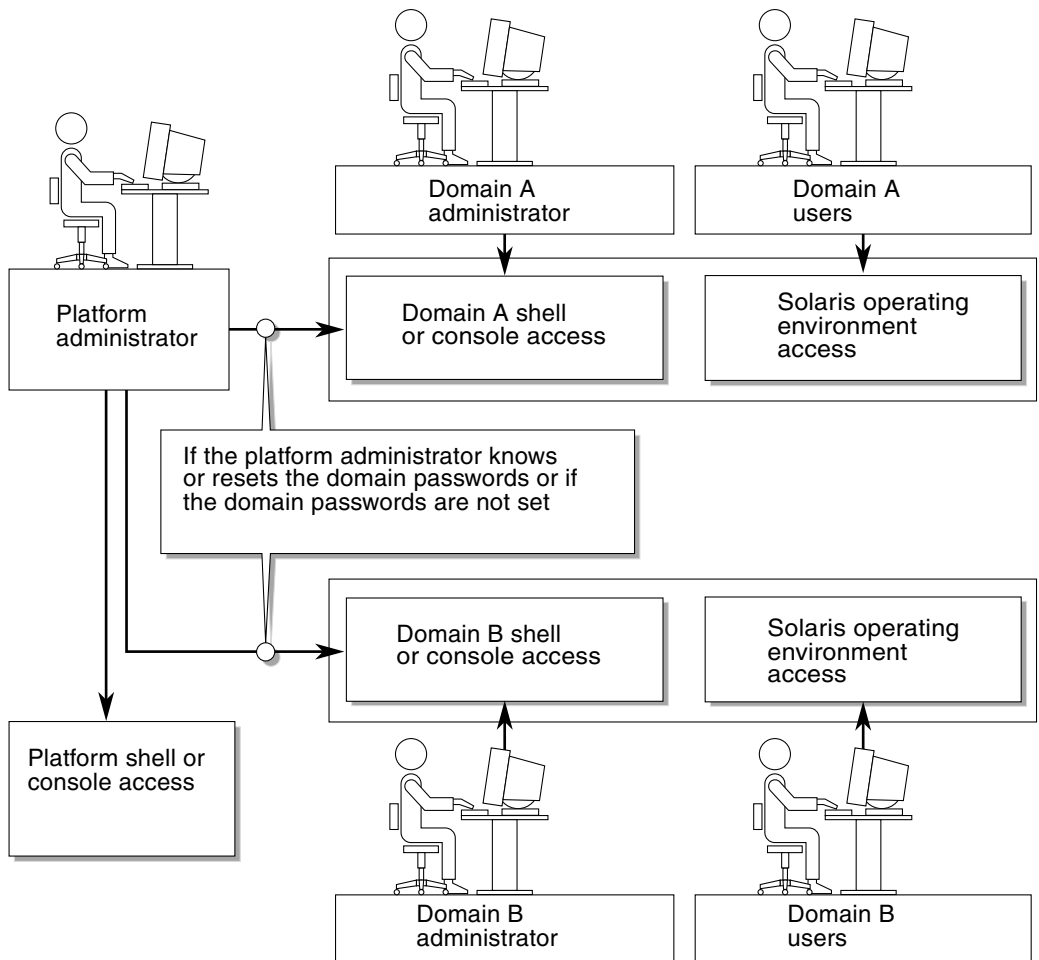 Domain A
administrator
Domain A
users
Platform
administrator
Domain A shell
or console access
Solaris operating
environment
access
If the platform administrator knows
or resets the domain passwords or if
the domain passwords are not set
Domain B shell
or console access
Solaris operating
environment
access
Platform shell or
console access
Domain B
administrator
Domain B
users